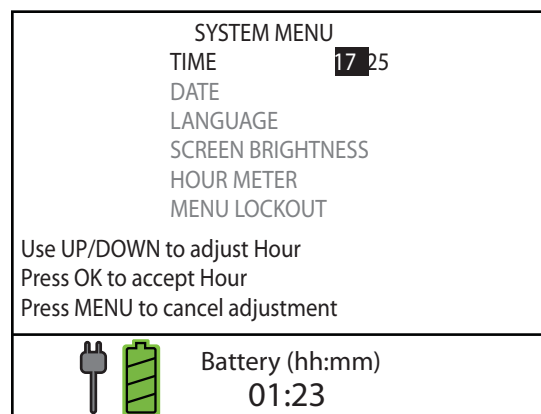 SYSTEM MENU
TIME 17 25
DATE
LANGUAGE
SCREEN BRIGHTNESS
HOUR METER
MENU LOCKOUT
Use UP/DOWN to adjust Hour
Press OK to accept Hour
Press MENU to cancel adjustment
Battery (hh:mm)
01:23